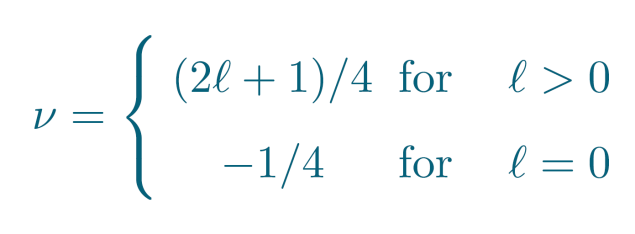 ν = { (2ℓ + 1)/4 for ℓ > 0
−1/4 for ℓ = 0